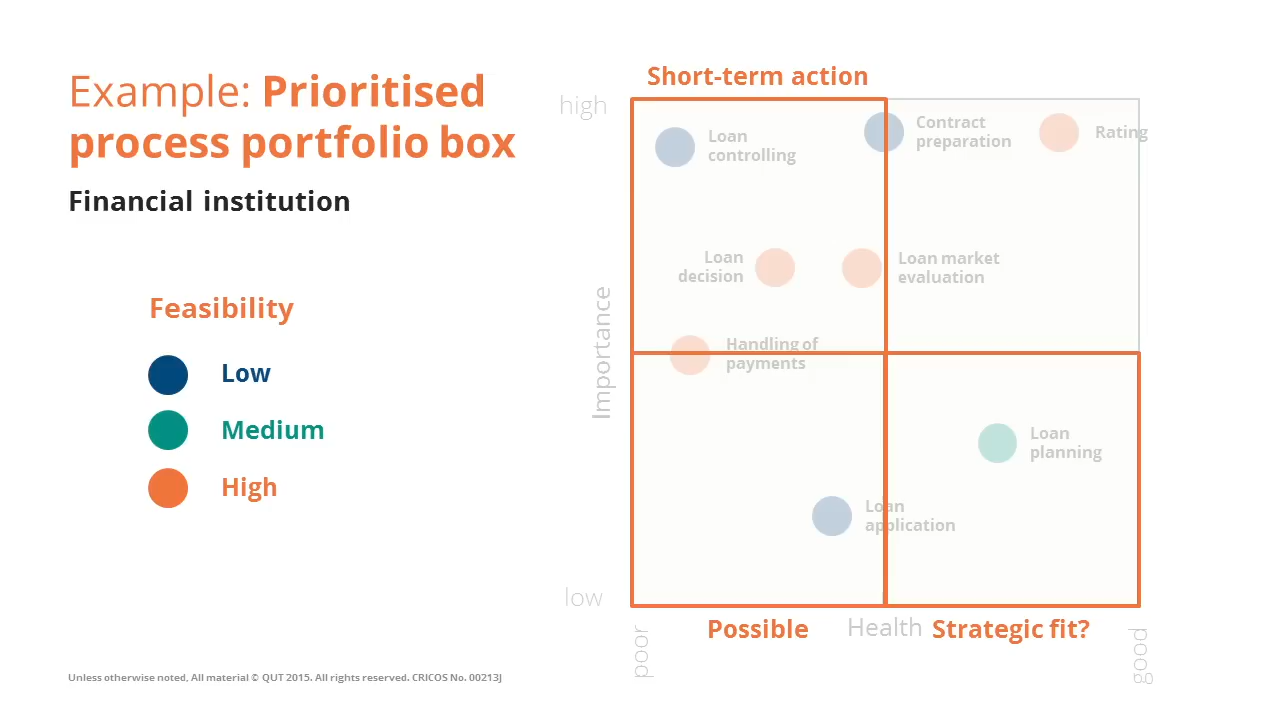 Example: Prioritised
process portfolio box
Financial institution
Feasibility
Low
Medium
High
Short-term action
high
Loan
controlling
Contract
preparation
Rating
Loan
decision
Loan market
evaluation
Importance
Handling of
payments
Loan
planning
Loan
application
low
poor
Possible
Health
Strategic fit?
good
Unless otherwise noted, All material © QUT 2015. All rights reserved. CRICOS No. 00213J